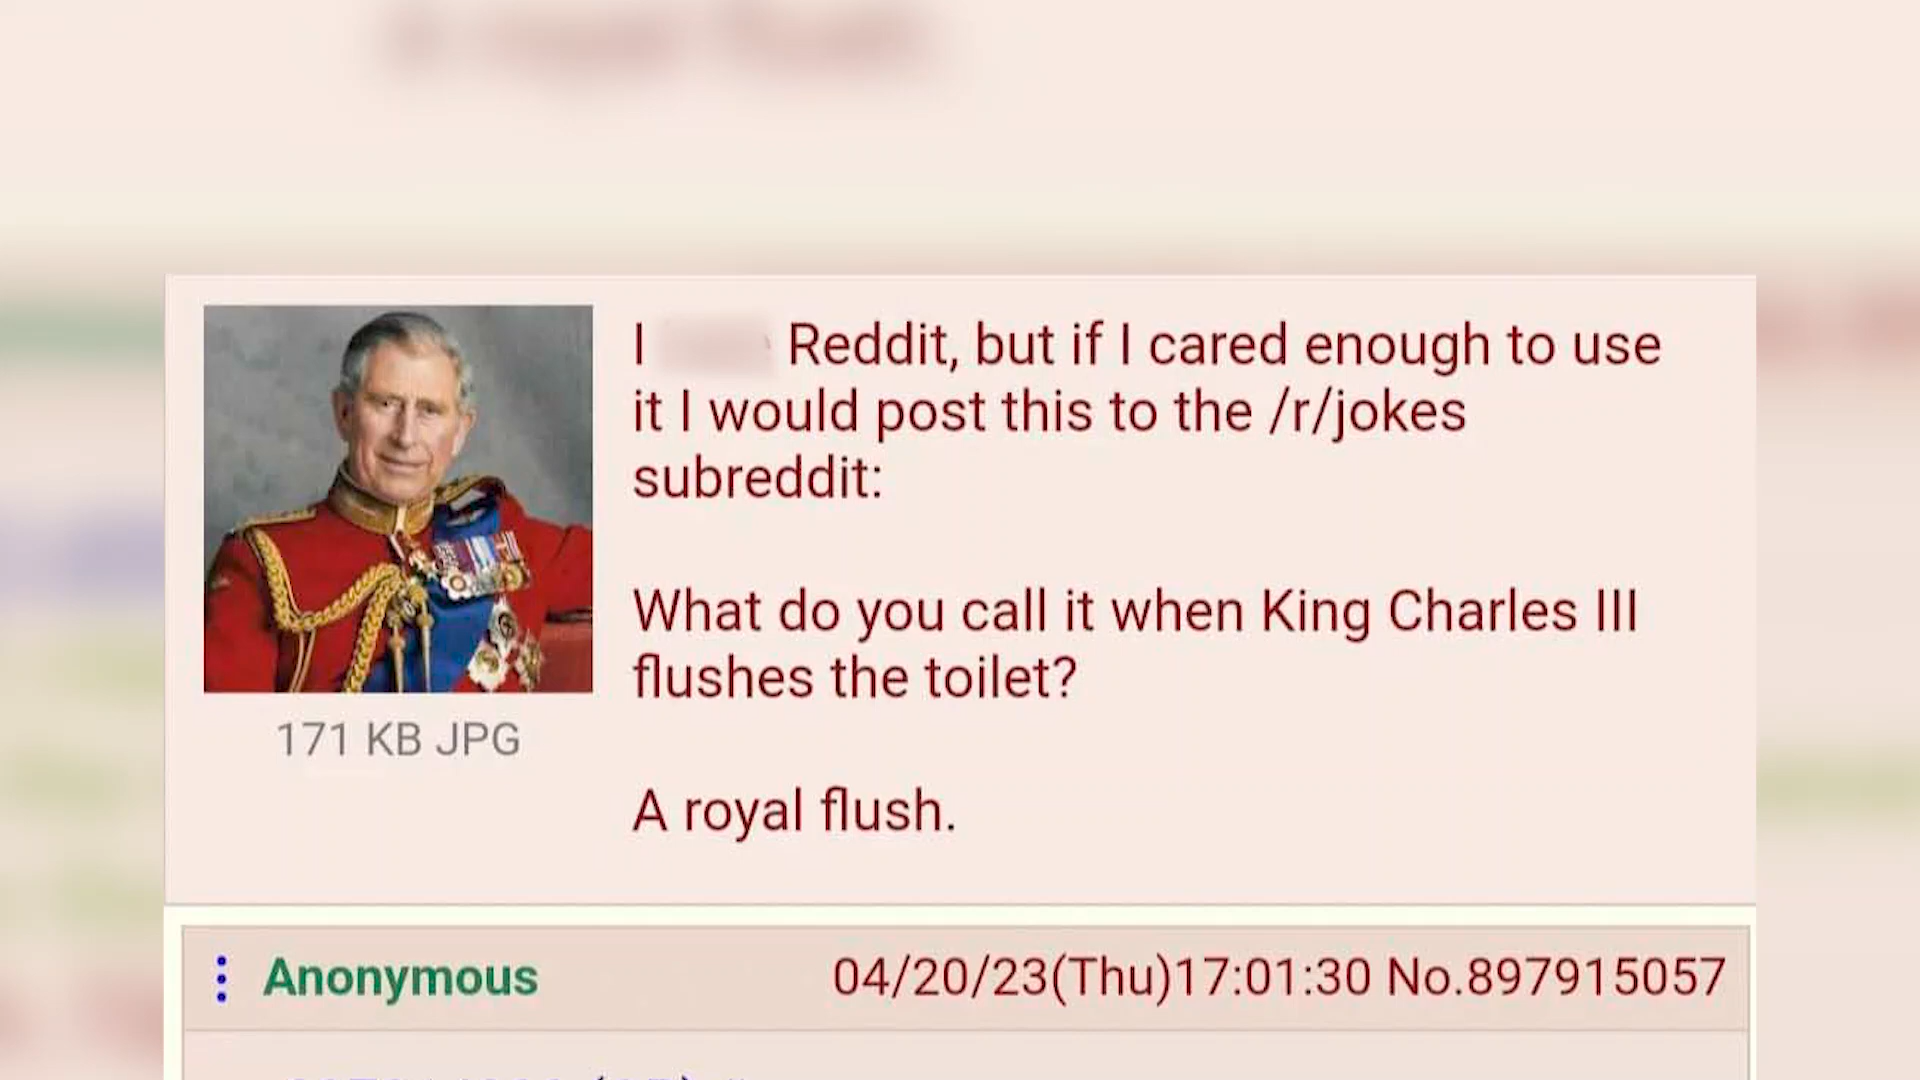 I Reddit, but if I cared enough to use
it I would post this to the /r/jokes
subreddit:
What do you call it when King Charles III
flushes the toilet?
171 KB JPG
A royal flush.
Anonymous 04/20/23(Thu)17:01:30 No.897915057